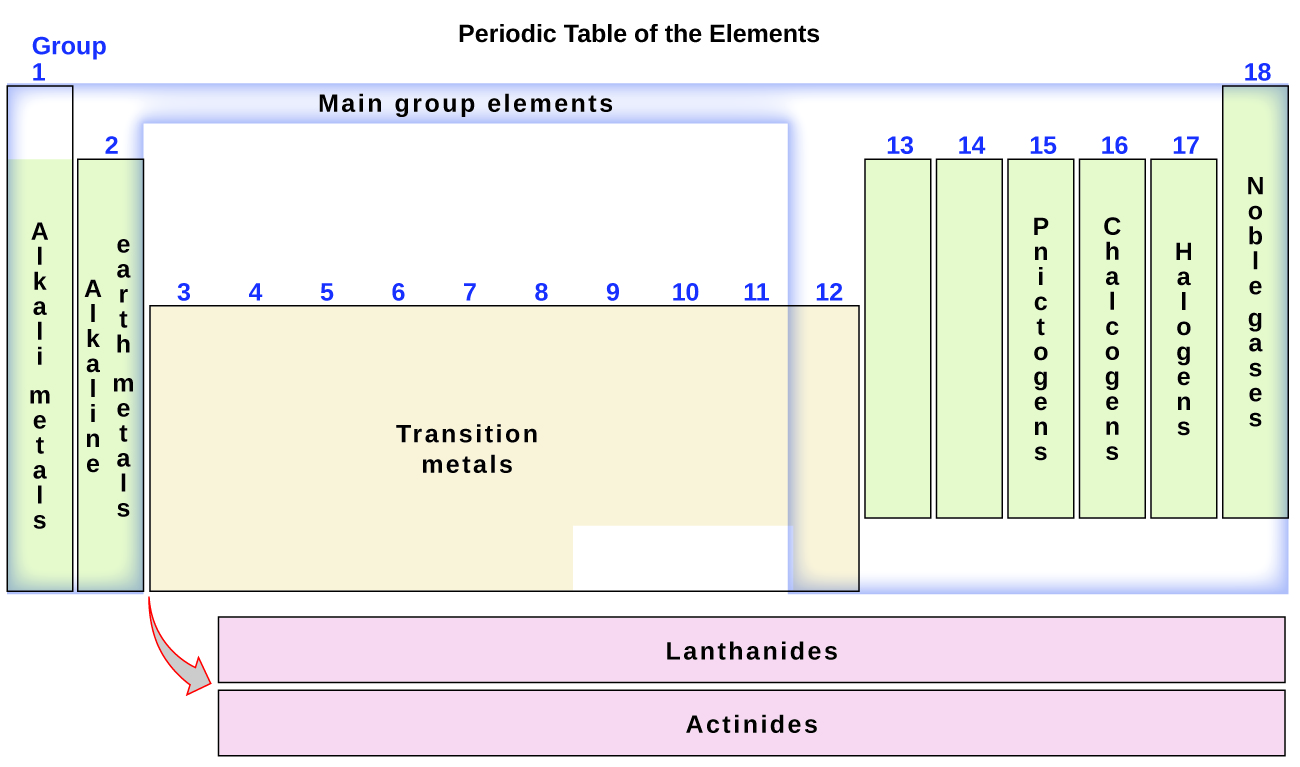 Periodic Table of the Elements
Group
1
18
Main group elements
2
13
14
15
16
17
3
4
5
6
7
8
9
10
11
12
Alkali metals
Alkaline
earth metals
Transition
metals
Pnictogens
Chalcogens
Halogens
Noble gases
Lanthanides
Actinides